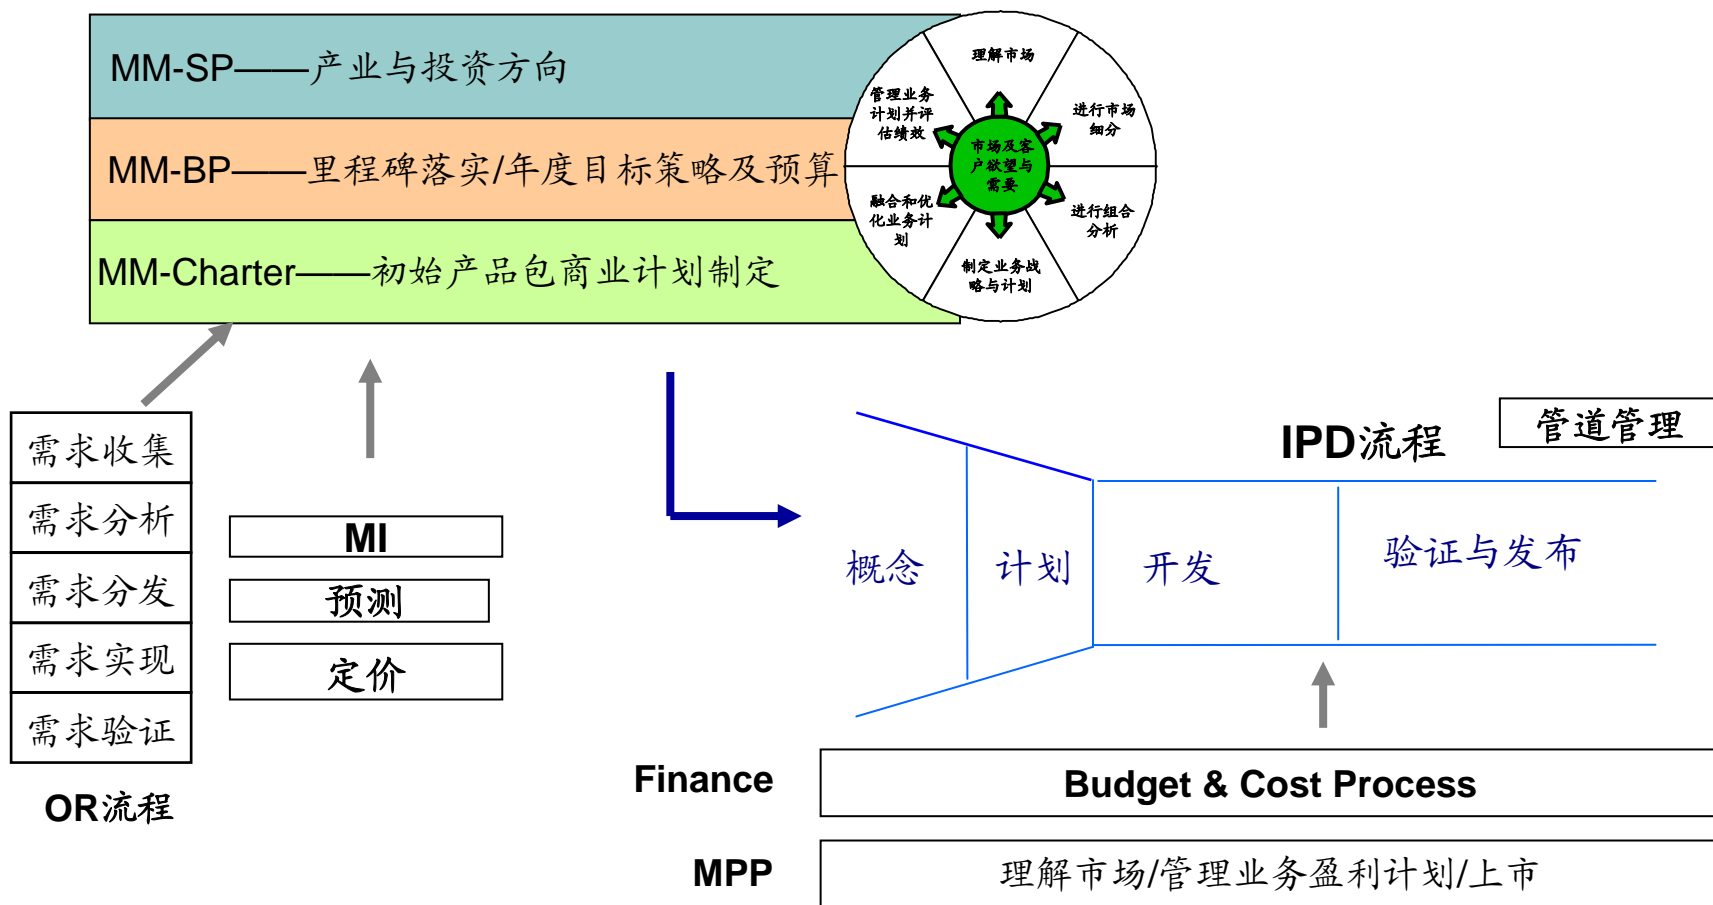 MM-SP——产业与投资方向
MM-BP——里程碑落实/年度目标策略及预算
MM-Charter——初始产品包商业计划制定
理解市场
进行市场
细分
进行组合
分析
制定业务战
略与计划
融合和优
化业务计
划
管理业务
计划并评
估绩效
市场及客
户欲望与
需要
需求收集
需求分析
需求分发
需求实现
需求验证
OR流程
MI
预测
定价
IPD流程
管道管理
概念
计划
开发
验证与发布
Finance
Budget & Cost Process
MPP
理解市场/管理业务盈利计划/上市